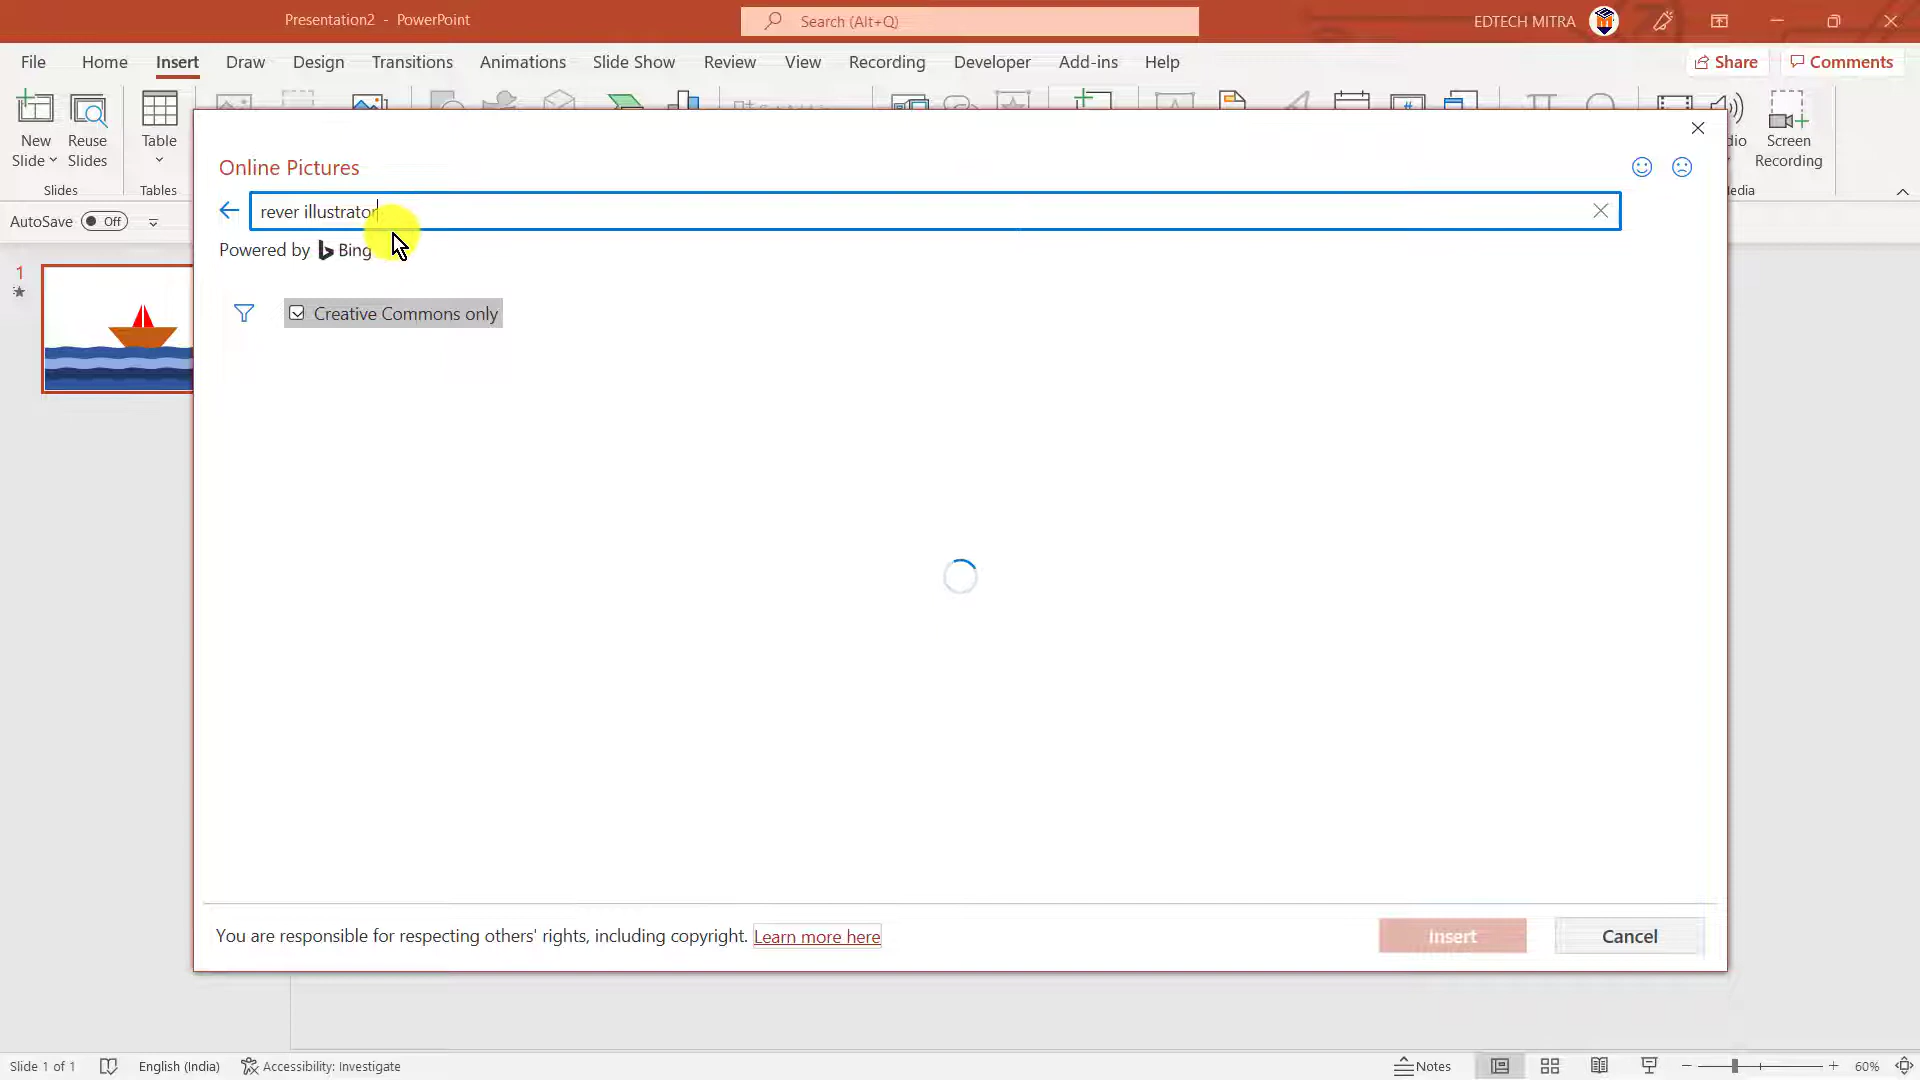 Presentation2 - PowerPoint
Search (Alt+Q)
EDTECH MITRA
File Home Insert Draw Design Transitions Animations Slide Show Review View Recording Developer Add-ins Help
Share Comments
New Slide
Reuse Slides
Table
Screen Recording
Slides
Tables
AutoSave Off
Online Pictures
rever illustrator
Powered by Bing
Creative Commons only
1
You are responsible for respecting others' rights, including copyright. Learn more here
Insert
Cancel
Slide 1 of 1
English (India)
Accessibility: Investigate
Notes
60%